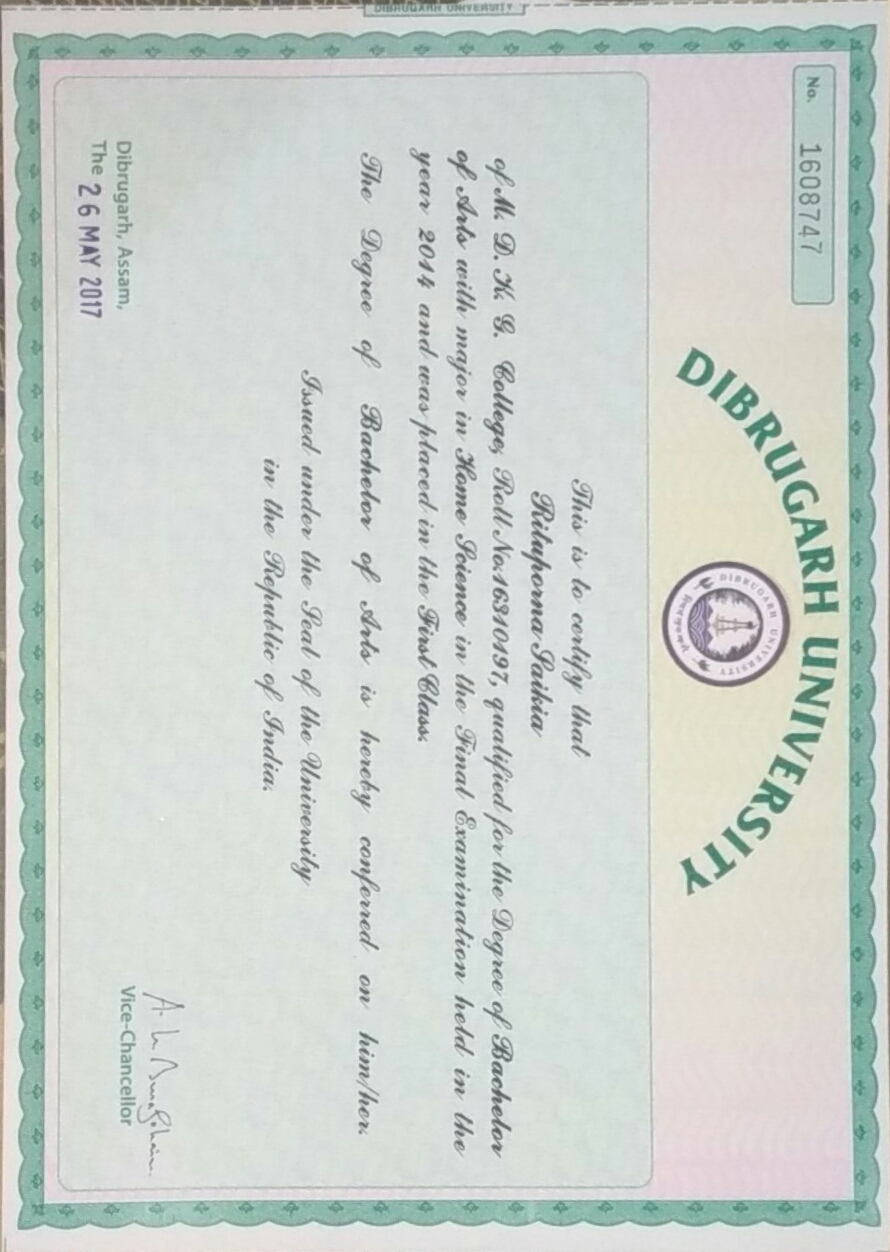 DIBRUGARH UNIVERSITY
No. 1608747
DIBRUGARH UNIVERSITY
DIBRUGARH UNIVERSITY
This is to certify that
Rituporna Saikia
of M. D. K. G. College, Roll No.16310197, qualified for the Degree of Bachelor
of Arts with major in Home Science in the Final Examination held in the
year 2014 and was placed in the First Class.
The Degree of Bachelor of Arts is hereby conferred on him/her.
Issued under the Seal of the University
in the Republic of India.
Dibrugarh, Assam,
The 26 MAY 2017
Vice-Chancellor